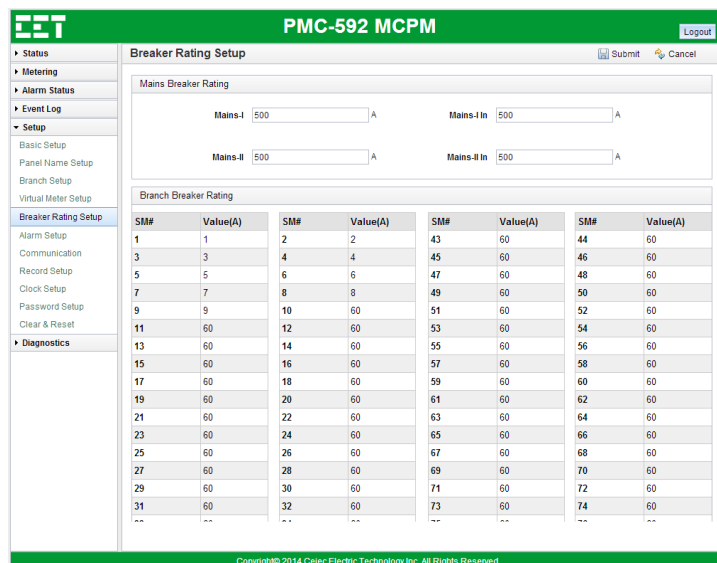 CET
PMC-592 MCPM
Logout
Status
Metering
Alarm Status
Event Log
Setup
Basic Setup
Panel Name Setup
Branch Setup
Virtual Meter Setup
Breaker Rating Setup
Alarm Setup
Communication
Record Setup
Clock Setup
Password Setup
Clear & Reset
Diagnostics
Breaker Rating Setup Submit Cancel
Mains Breaker Rating
Mains-I 500 A Mains-I In 500 A
Mains-II 500 A Mains-II In 500 A
Branch Breaker Rating
SM# Value(A) SM# Value(A) SM# Value(A) SM# Value(A)
1 1 2 2 43 60 44 60
3 3 4 4 45 60 46 60
5 5 6 6 47 60 48 60
7 7 8 8 49 60 50 60
9 9 10 60 51 60 52 60
11 60 12 60 53 60 54 60
13 60 14 60 55 60 56 60
15 60 16 60 57 60 58 60
17 60 18 60 59 60 60 60
19 60 20 60 61 60 62 60
21 60 22 60 63 60 64 60
23 60 24 60 65 60 66 60
25 60 26 60 67 60 68 60
27 60 28 60 69 60 70 60
29 60 30 60 71 60 72 60
31 60 32 60 73 60 74 60
Copyright© 2014 Ceiec Electric Technology Inc. All Rights Reserved